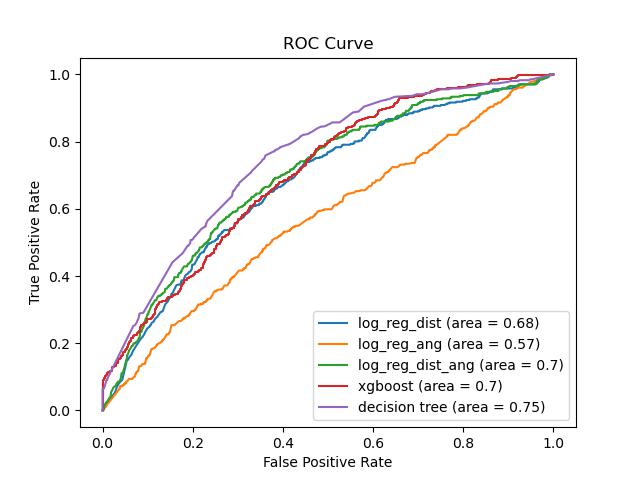 ROC Curve
1.0
0.8
0.6
0.4
0.2
0.0
True Positive Rate
log_reg_dist (area = 0.68)
log_reg_ang (area = 0.57)
log_reg_dist_ang (area = 0.7)
xgboost (area = 0.7)
decision tree (area = 0.75)
0.0 0.2 0.4 0.6 0.8 1.0
False Positive Rate